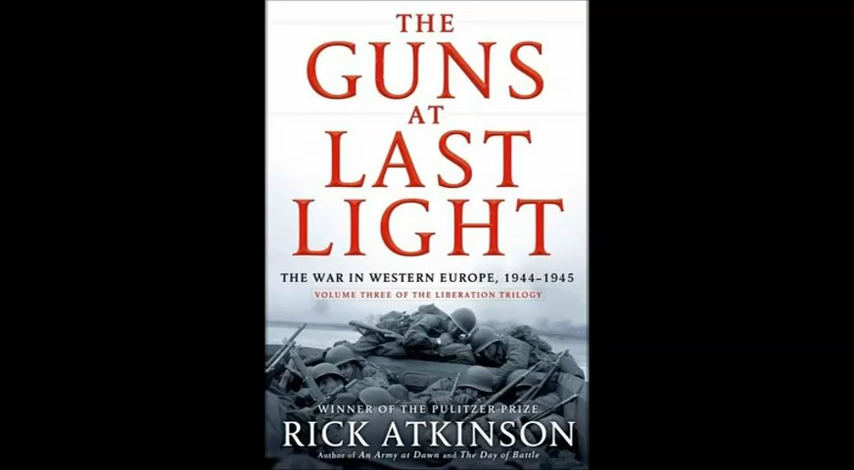 THE
GUNS
AT
LAST
LIGHT
THE WAR IN WESTERN EUROPE, 1944–1945
VOLUME THREE OF THE LIBERATION TRILOGY
WINNER OF THE PULITZER PRIZE
RICK ATKINSON
Author of An Army at Dawn and The Day of Battle